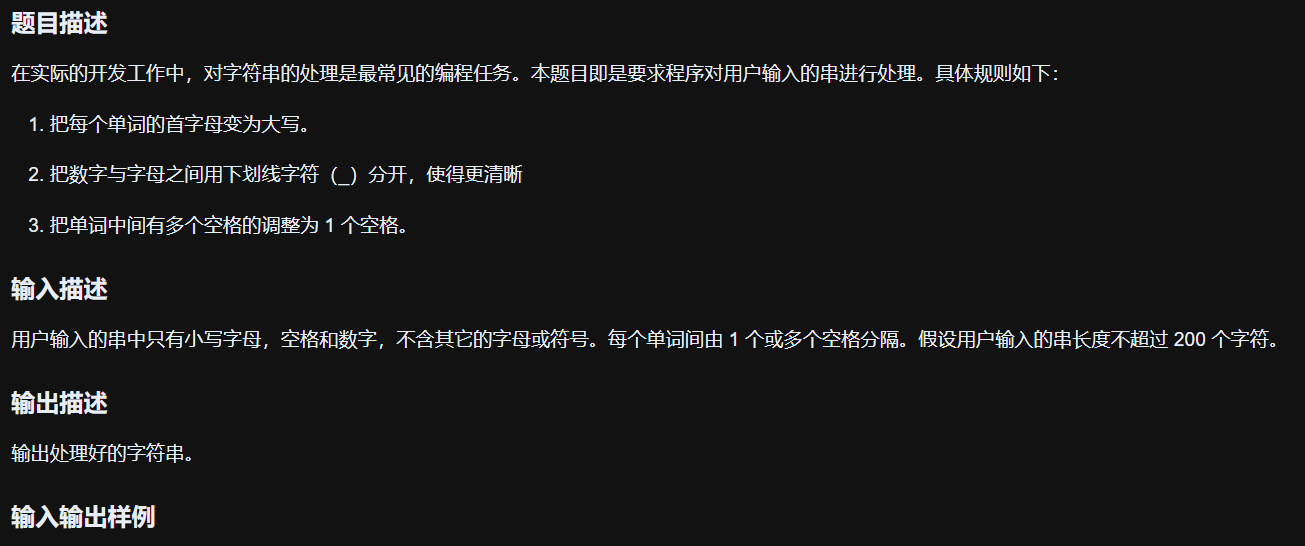 题目描述
在实际的开发工作中，对字符串的处理是最常见的编程任务。本题目即是要求程序对用户输入的串进行处理。具体规则如下：
1. 把每个单词的首字母变为大写。
2. 把数字与字母之间用下划线字符（_）分开，使得更清晰
3. 把单词中间有多个空格的调整为 1 个空格。
输入描述
用户输入的串中只有小写字母，空格和数字，不含其它的字母或符号。每个单词间由 1 个或多个空格分隔。假设用户输入的串长度不超过 200 个字符。
输出描述
输出处理好的字符串。
输入输出样例